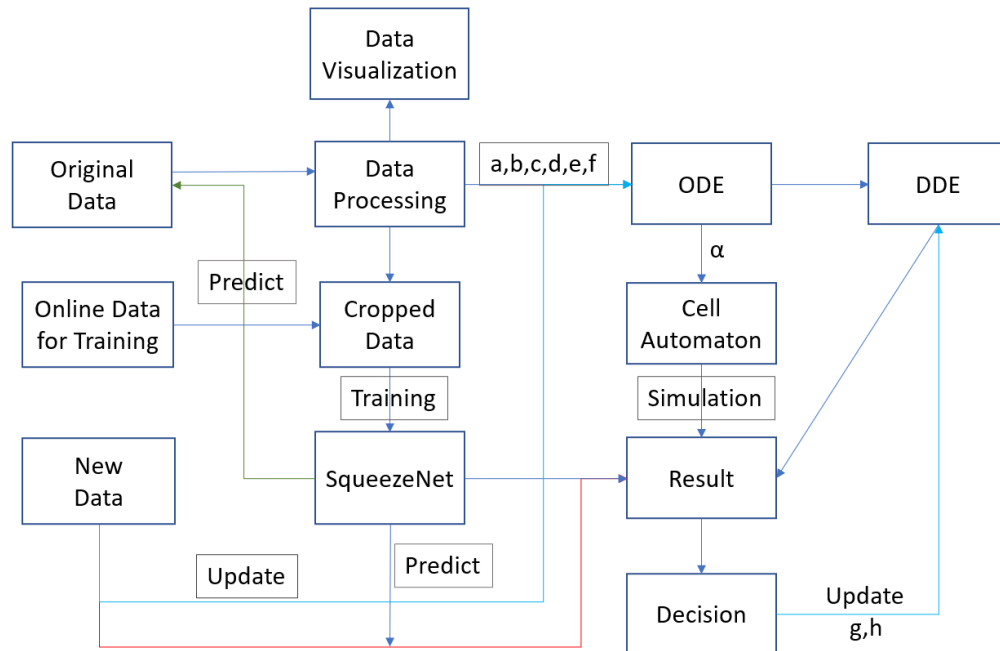 Data
Visualization
Original
Data
Data
Processing
a,b,c,d,e,f
ODE
DDE
α
Predict
Online Data
for Training
Cropped
Data
Cell
Automaton
Training
Simulation
New
Data
SqueezeNet
Result
Update
Predict
Decision
Update
g,h